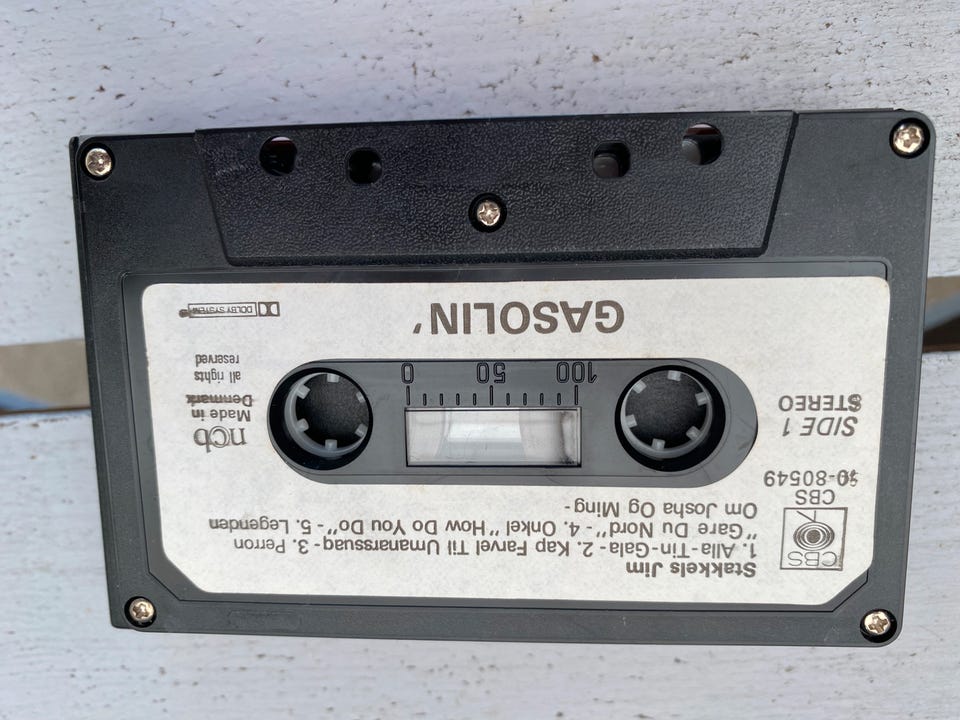 CBS
Stakkels Jim
1. Alla-Tin-Gala - 2. Kap Farvel Til Umanarssuaq - 3. Perron
"Gare Du Nord" - 4. Onkel "How Do You Do" - 5. Legenden
Om Josha Og Ming -
CBS
40-80549
SIDE 1
STEREO
0 50 100
ncb
Made in
Denmark
all rights
reserved
GASOLIN'
DOLBY SYSTEM